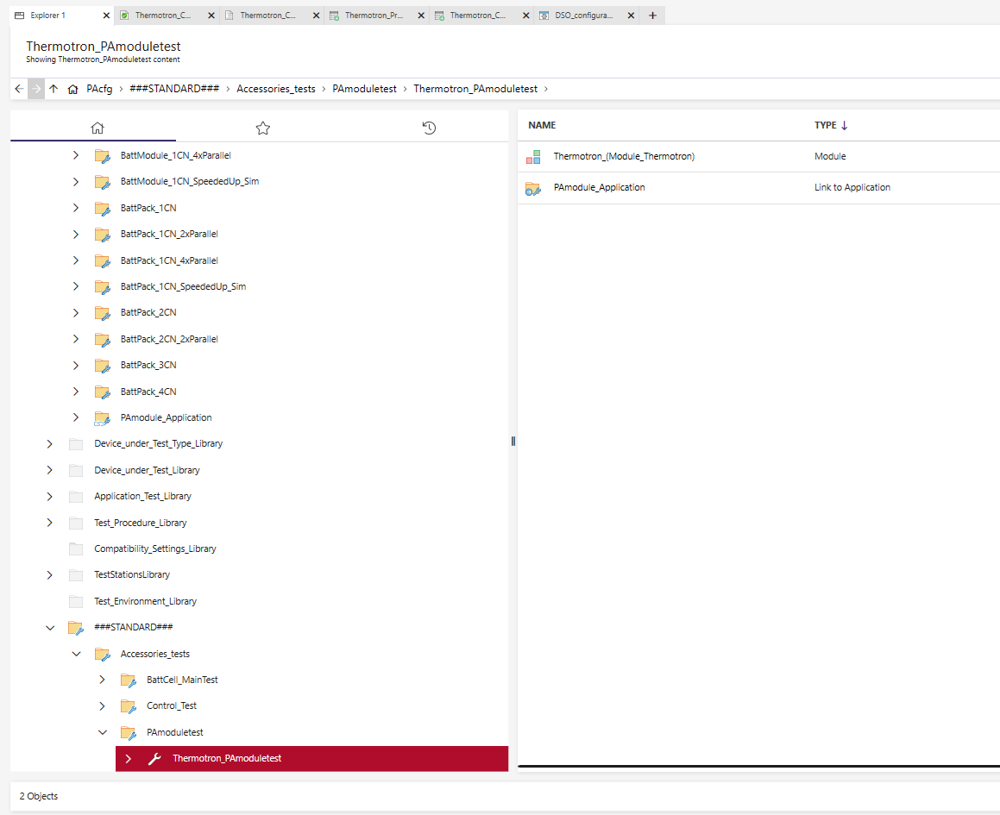 Explorer 1
Thermotron_C...
Thermotron_C...
Thermotron_Pr...
Thermotron_C...
DSO_configura...
Thermotron_PAmoduletest
Showing Thermotron_PAmoduletest content
PAcfg > ###STANDARD### > Accessories_tests > PAmoduletest > Thermotron_PAmoduletest >
BattModule_1CN_4xParallel
BattModule_1CN_SpeededUp_Sim
BattPack_1CN
BattPack_1CN_2xParallel
BattPack_1CN_4xParallel
BattPack_1CN_SpeededUp_Sim
BattPack_2CN
BattPack_2CN_2xParallel
BattPack_3CN
BattPack_4CN
PAmodule_Application
Device_under_Test_Type_Library
Device_under_Test_Library
Application_Test_Library
Test_Procedure_Library
Compatibility_Settings_Library
TestStationsLibrary
Test_Environment_Library
###STANDARD###
Accessories_tests
BattCell_MainTest
Control_Test
PAmoduletest
Thermotron_PAmoduletest
NAME TYPE
Thermotron_(Module_Thermotron) Module
PAmodule_Application Link to Application
2 Objects